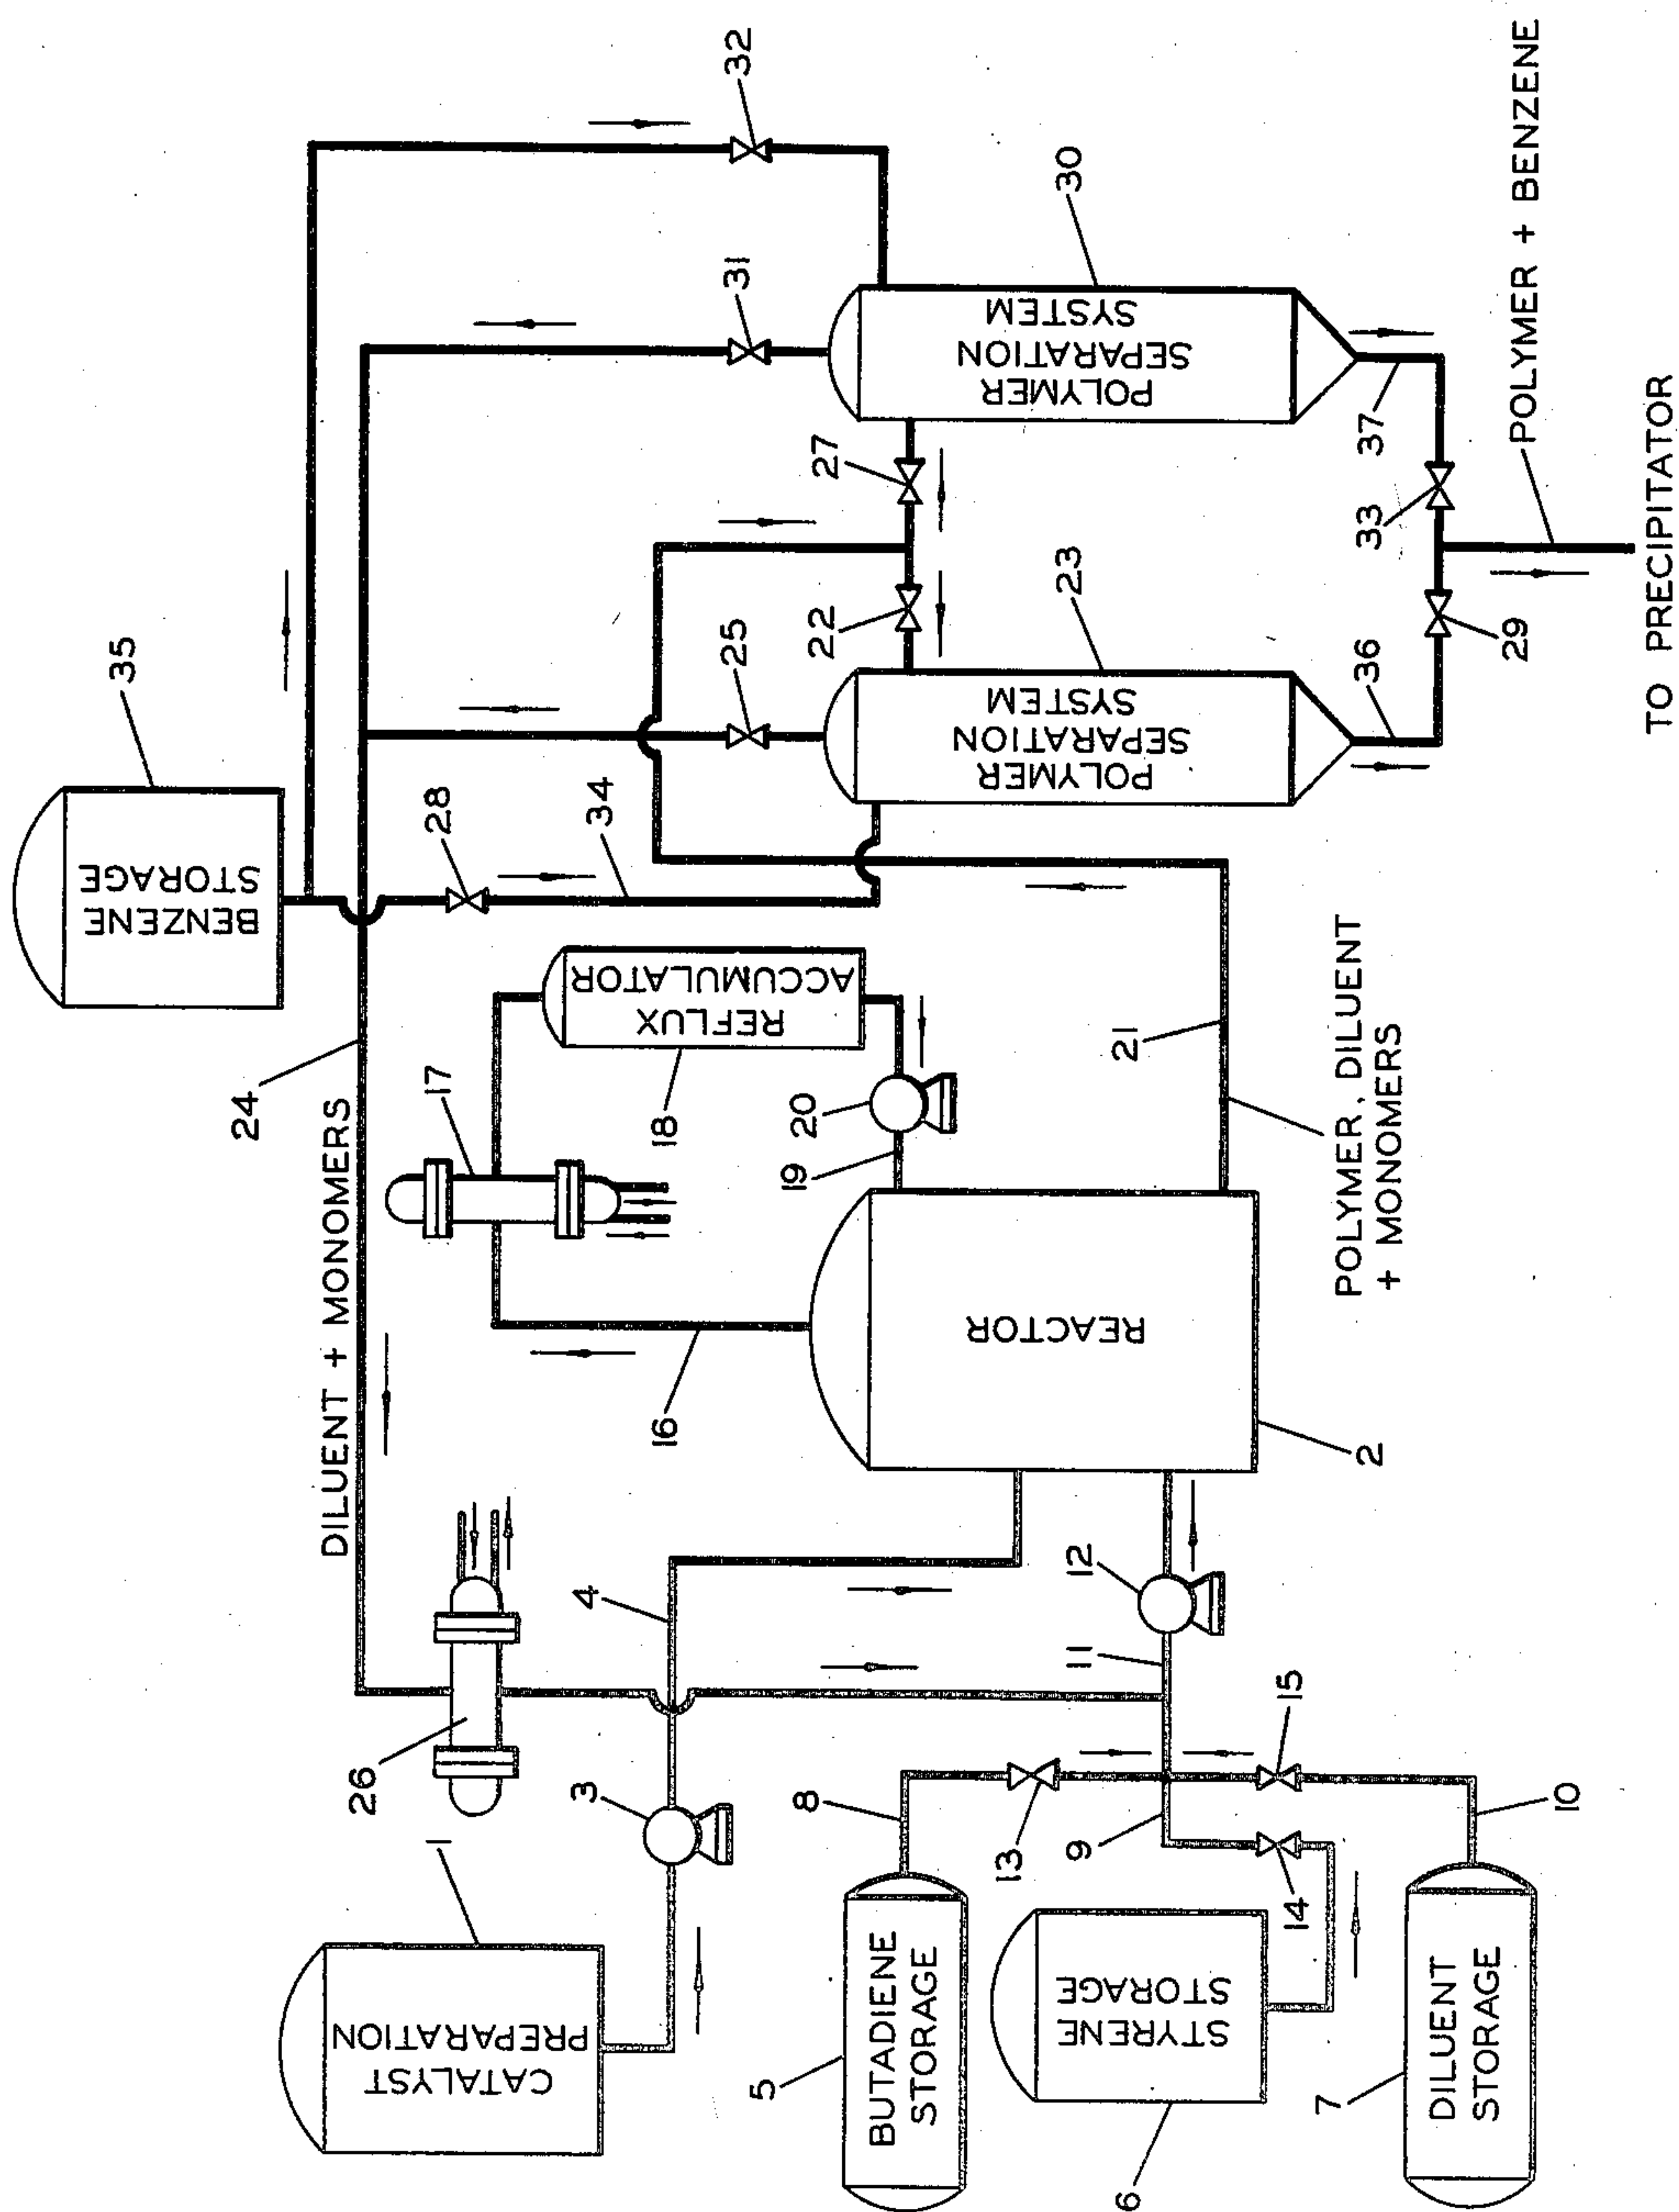 35
BENZENE
STORAGE
32
31
28
25
34
24
DILUENT + MONOMERS
17
27
22
30
POLYMER
SEPARATION
SYSTEM
23
POLYMER
SEPARATION
SYSTEM
18
REFLUX
ACCUMULATOR
20
19
21
37
33
36
29
POLYMER + BENZENE
TO PRECIPITATOR
POLYMER, DILUENT
+ MONOMERS
16
REACTOR
2
26
4
3
12
11
1
CATALYST
PREPARATION
8
13
9
15
14
10
5
BUTADIENE
STORAGE
6
STYRENE
STORAGE
7
DILUENT
STORAGE